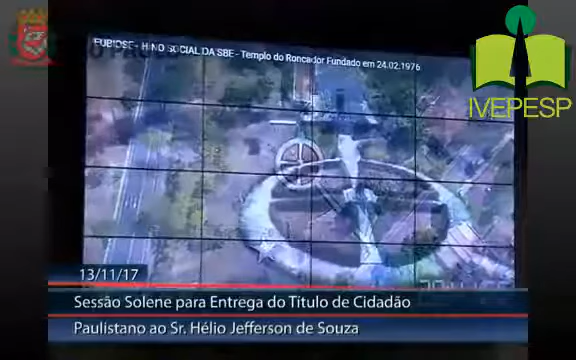 EUBIOSE - HINO SOCIAL DA SBE - Templo do Roncador Fundado em 24.02.1976
IVEPESP
13/11/17
Sessão Solene para Entrega do Título de Cidadão
Paulistano ao Sr. Hélio Jefferson de Souza